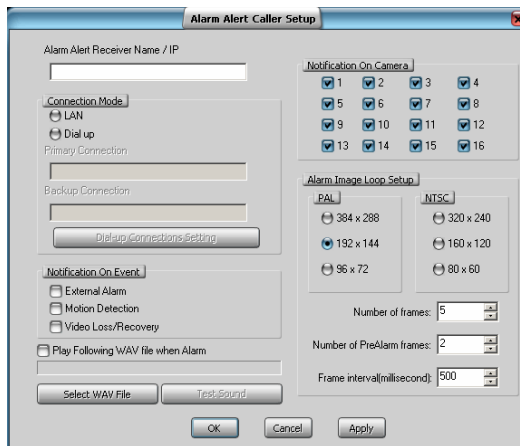 Alarm Alert Caller Setup
Alarm Alert Receiver Name / IP
Connection Mode
LAN
Dial up
Primary Connection
Backup Connection
Dial-up Connections Setting
Notification On Event
External Alarm
Motion Detection
Video Loss/Recovery
Play Following WAV file when Alarm
Select WAV File
Test Sound
Notification On Camera
1 2 3 4
5 6 7 8
9 10 11 12
13 14 15 16
Alarm Image Loop Setup
PAL NTSC
384 x 288 320 x 240
192 x 144 160 x 120
96 x 72 80 x 60
Number of frames: 5
Number of PreAlarm frames: 2
Frame interval(millisecond): 500
OK Cancel Apply